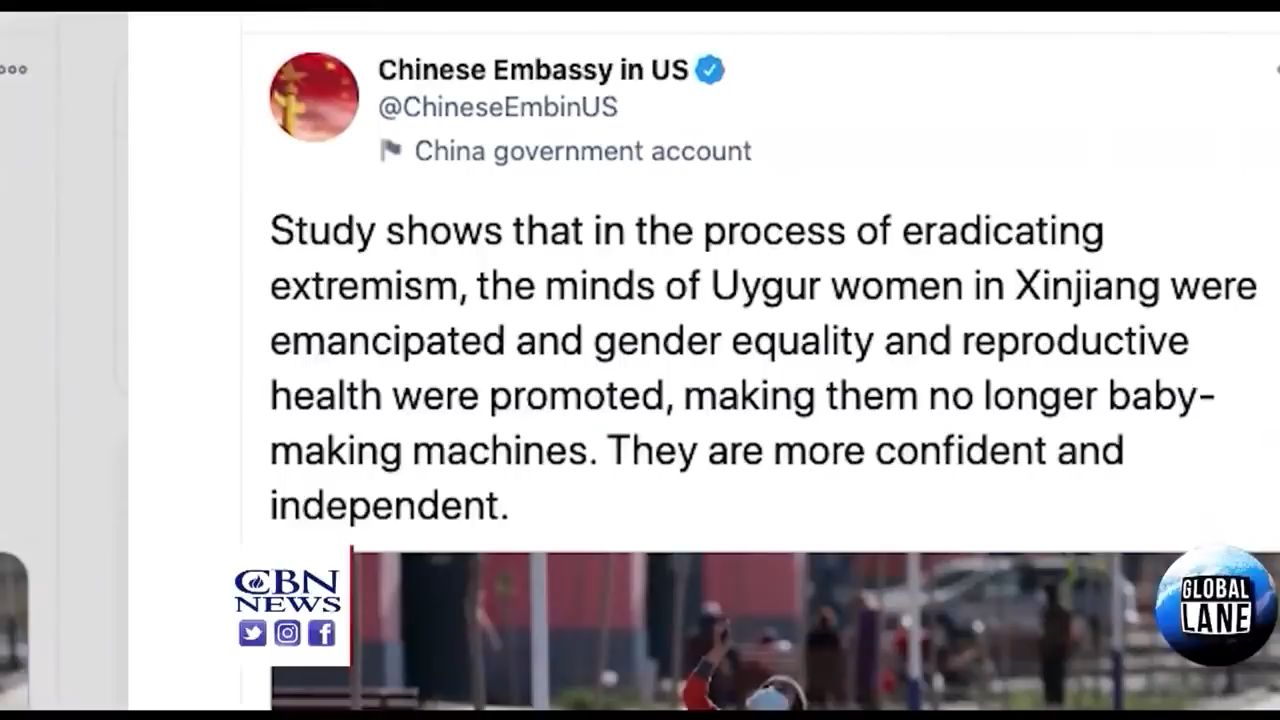 Chinese Embassy in US
@ChineseEmbinUS
China government account
Study shows that in the process of eradicating
extremism, the minds of Uygur women in Xinjiang were
emancipated and gender equality and reproductive
health were promoted, making them no longer baby-
making machines. They are more confident and
independent.
CBN
NEWS
GLOBAL
LANE